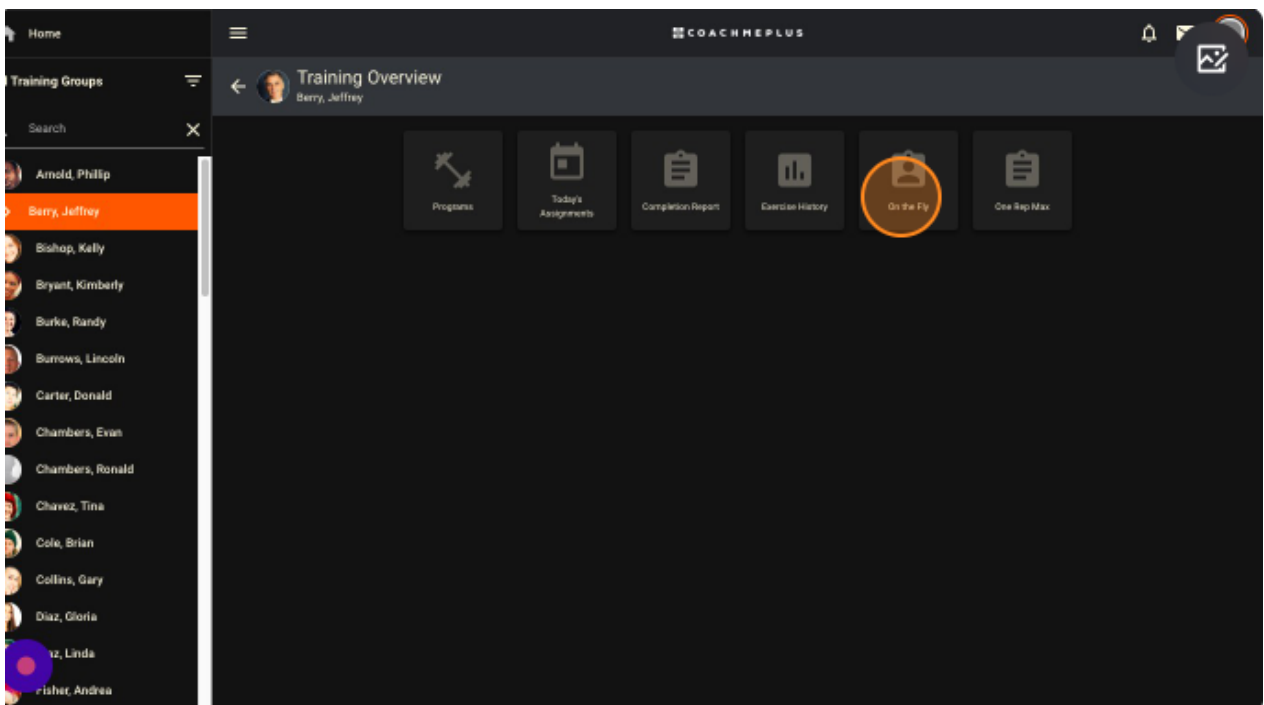 Home
COACHMEPLUS
Training Groups
Training Overview
Berry, Jeffrey
Search
Arnold, Phillip
Berry, Jeffrey
Bishop, Kelly
Bryant, Kimberly
Burke, Randy
Burrows, Lincoln
Carter, Donald
Chambers, Evan
Chambers, Ronald
Chavez, Tina
Cole, Brian
Collins, Gary
Diaz, Gloria
Linda
Fisher, Andrea
Programs
Today's
Assignments
Completion Report
Exercise History
On the Fly
One Rep Max